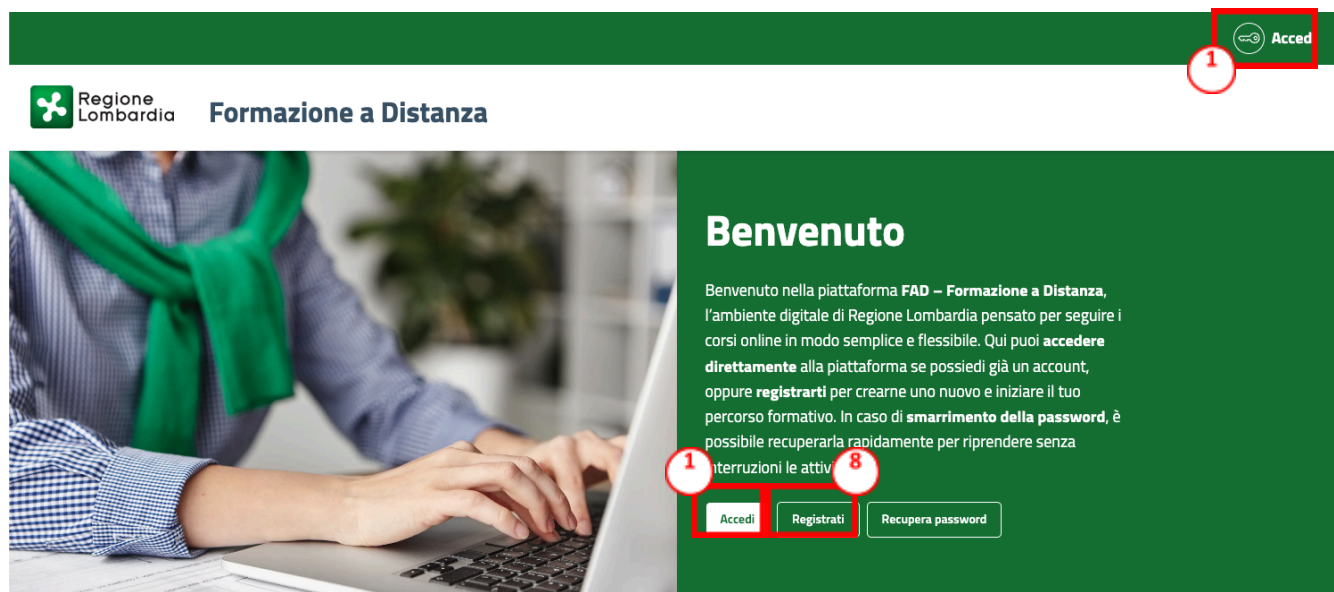 Acced
1
Regione
Lombardia
Formazione a Distanza
Benvenuto
Benvenuto nella piattaforma FAD – Formazione a Distanza,
l'ambiente digitale di Regione Lombardia pensato per seguire i
corsi online in modo semplice e flessibile. Qui puoi accedere
direttamente alla piattaforma se possiedi già un account,
oppure registrarti per crearne uno nuovo e iniziare il tuo
percorso formativo. In caso di smarrimento della password, è
possibile recuperarla rapidamente per riprendere senza
nterruzioni le attivi
1
8
Accedi
Registrati
Recupera password